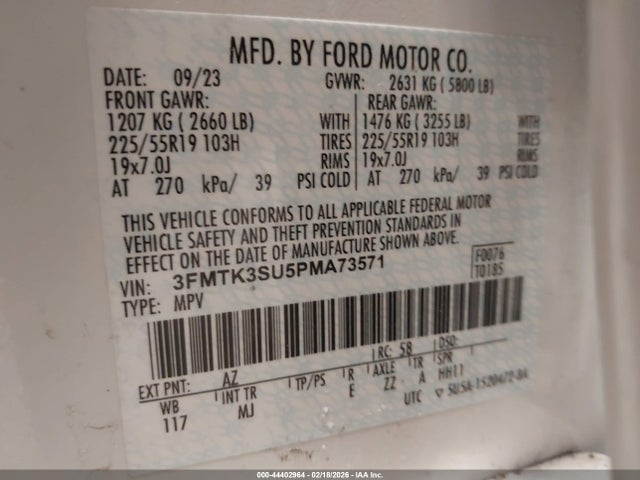 MFD. BY FORD MOTOR CO.
DATE: 09/23 GVWR: 2631 KG ( 5800 LB)
FRONT GAWR: REAR GAWR:
1207 KG ( 2660 LB) WITH 1476 KG ( 3255 LB) WITH
225/55R19 103H TIRES 225/55R19 103H TIRES
19x7.0J RIMS 19x7.0J RIMS
AT 270 kPa/ 39 PSI COLD AT 270 kPa/ 39 PSI COLD
THIS VEHICLE CONFORMS TO ALL APPLICABLE FEDERAL MOTOR
VEHICLE SAFETY AND THEFT PREVENTION STANDARDS IN
EFFECT ON THE DATE OF MANUFACTURE SHOWN ABOVE.
VIN: 3FMTK3SU5PMA73571 F0076
TYPE: MPV T0185
EXT PNT: AZ RC: 58 DSO:
WB INT TR TP/PS R AXLE TR SPR
117 MJ E ZZ A HH11
UTC ▽ SU5A-1520472-BA
000-44402964 - 02/18/2026 - IAA Inc.